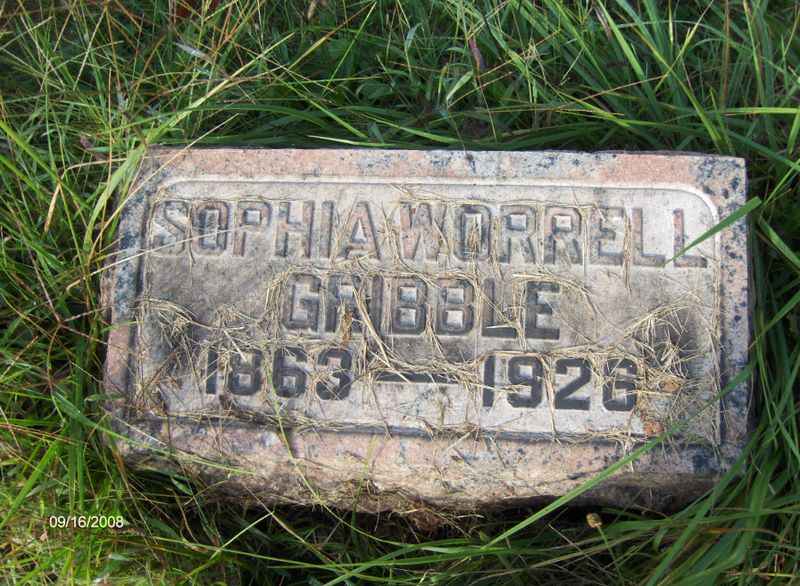 SOPHIA WORRELL
GRIBBLE
1863 — 1926
09/16/2008